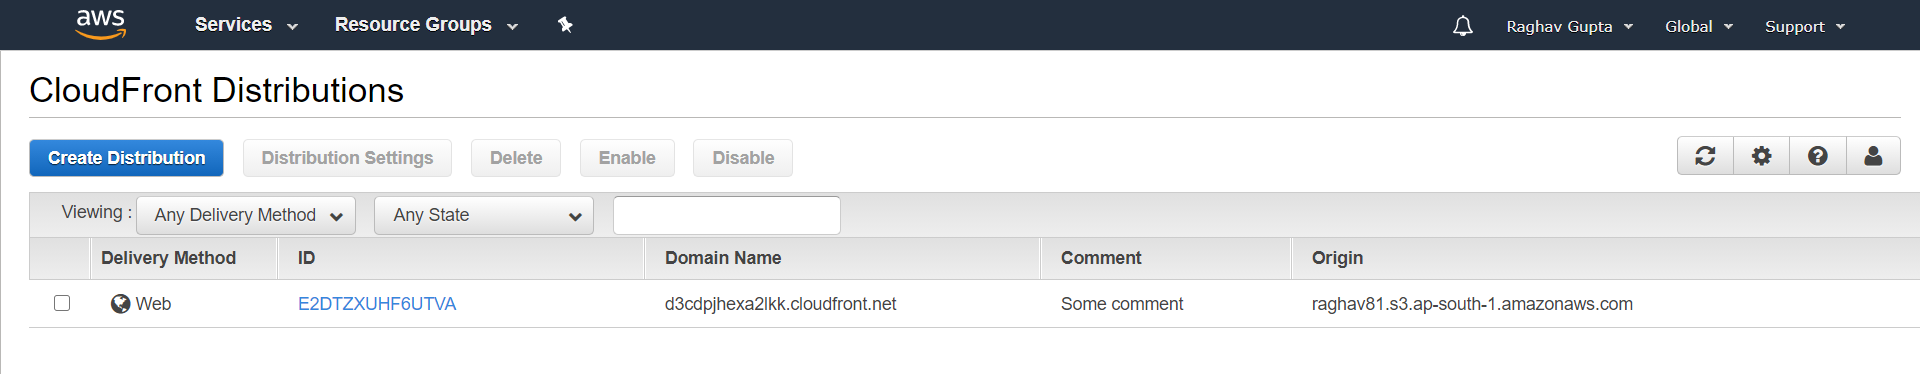 aws Services Resource Groups Raghav Gupta Global Support
CloudFront Distributions
Create Distribution Distribution Settings Delete Enable Disable
Viewing : Any Delivery Method Any State
Delivery Method ID Domain Name Comment Origin
Web E2DTZXUHF6UTVA d3cdpjhexa2lkk.cloudfront.net Some comment raghav81.s3.ap-south-1.amazonaws.com